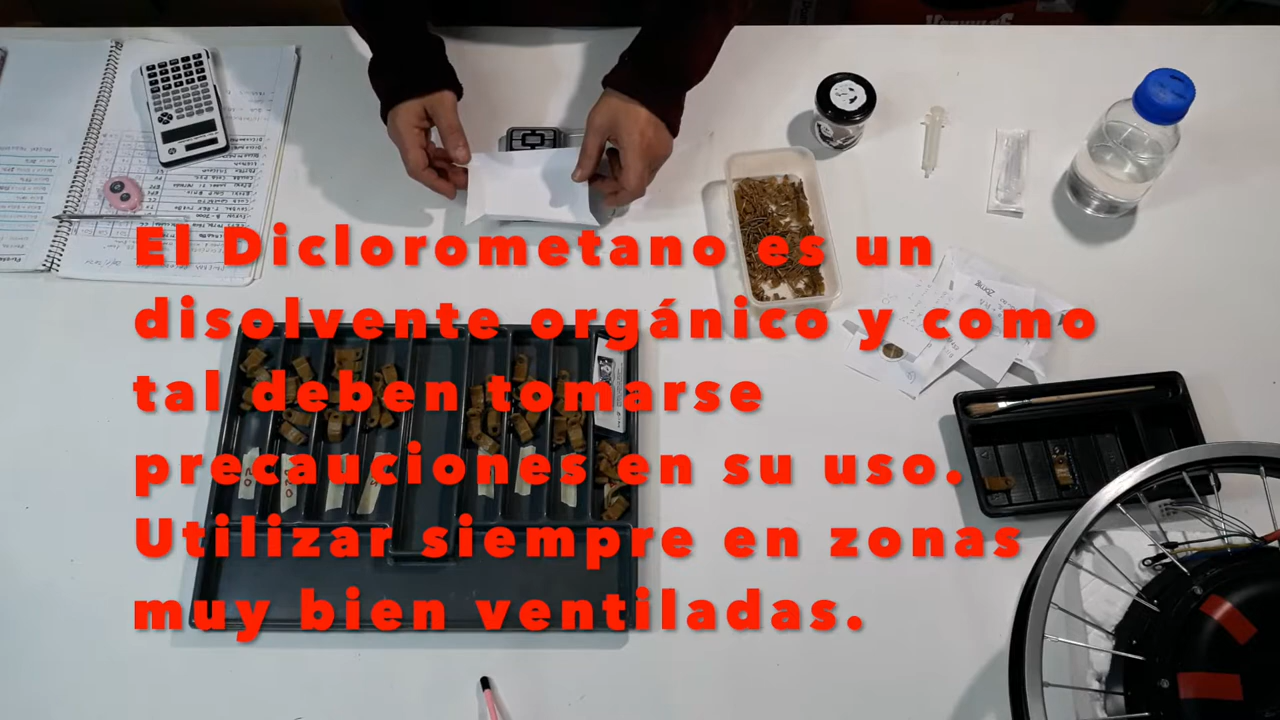 El Diclorometano es un
disolvente orgánico y como
tal deben tomarse
precauciones en su uso.
Utilizar siempre en zonas
muy bien ventiladas.